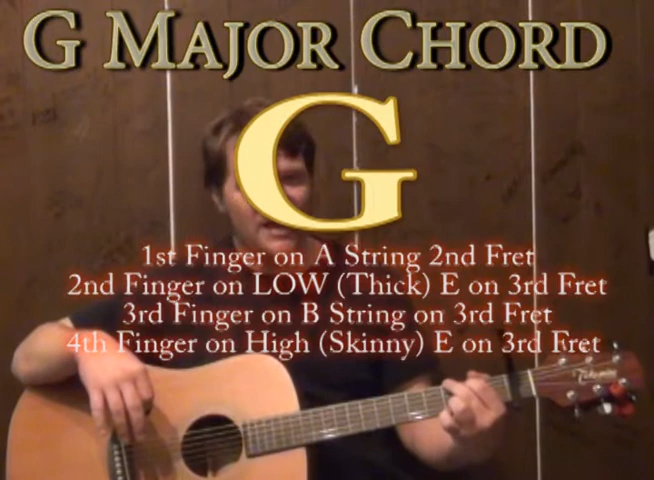 G MAJOR CHORD
G
1st Finger on A String 2nd Fret
2nd Finger on LOW (Thick) E on 3rd Fret
3rd Finger on B String on 3rd Fret
4th Finger on High (Skinny) E on 3rd Fret